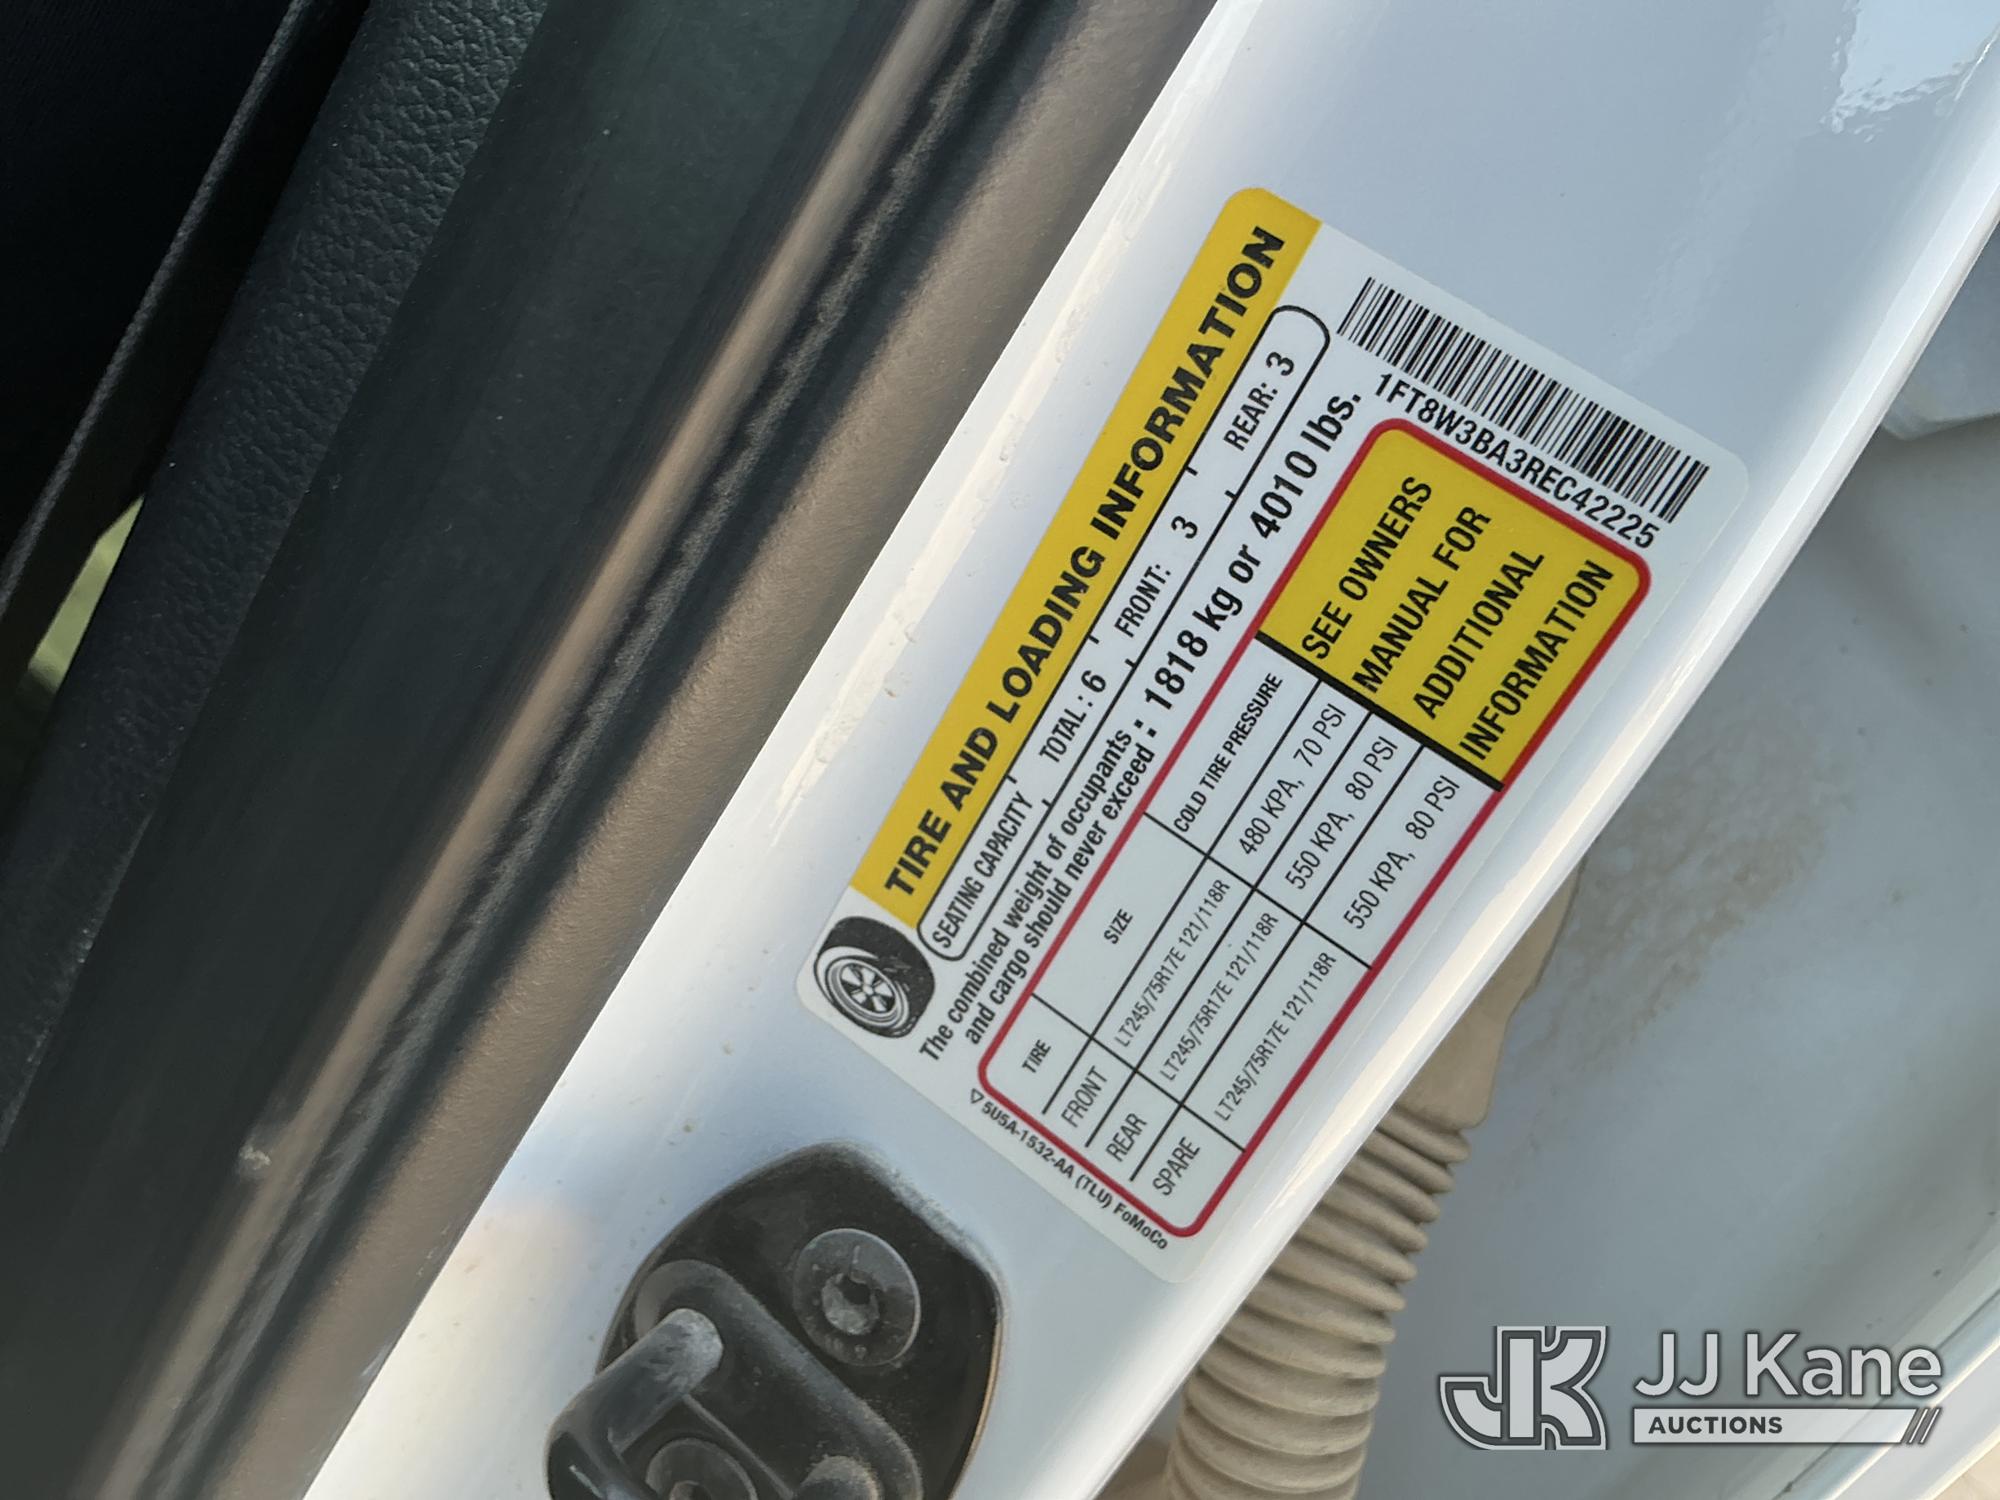 TIRE AND LOADING INFORMATION
SEATING CAPACITY TOTAL : 6 FRONT: 3 REAR: 3
The combined weight of occupants
and cargo should never exceed : 1818 kg or 4010 lbs.
TIRE SIZE COLD TIRE PRESSURE
FRONT LT245/75R17E 121/118R 480 KPA, 70 PSI
REAR LT245/75R17E 121/118R 550 KPA, 80 PSI
SPARE LT245/75R17E 121/118R 550 KPA, 80 PSI
SEE OWNERS
MANUAL FOR
ADDITIONAL
INFORMATION
1FT8W3BA3REC42225
5U5A-1532-AA (TLU) FoMoCo
JK JJ Kane
AUCTIONS